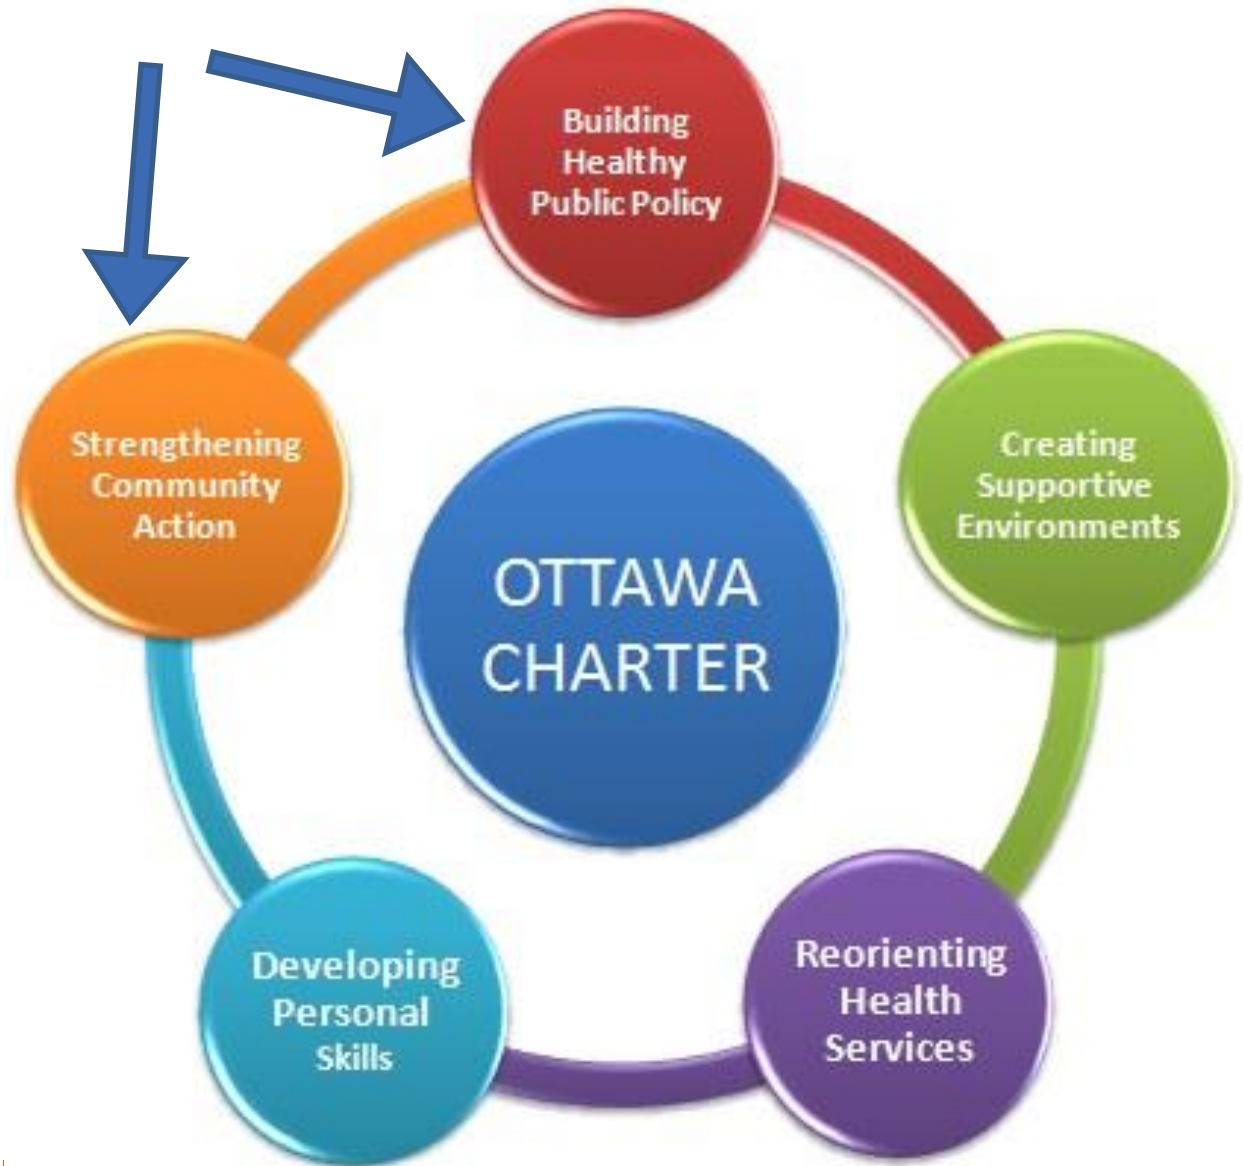 Building
Healthy
Public Policy
Strengthening
Community
Action
Creating
Supportive
Environments
OTTAWA
CHARTER
Developing
Personal
Skills
Reorienting
Health
Services